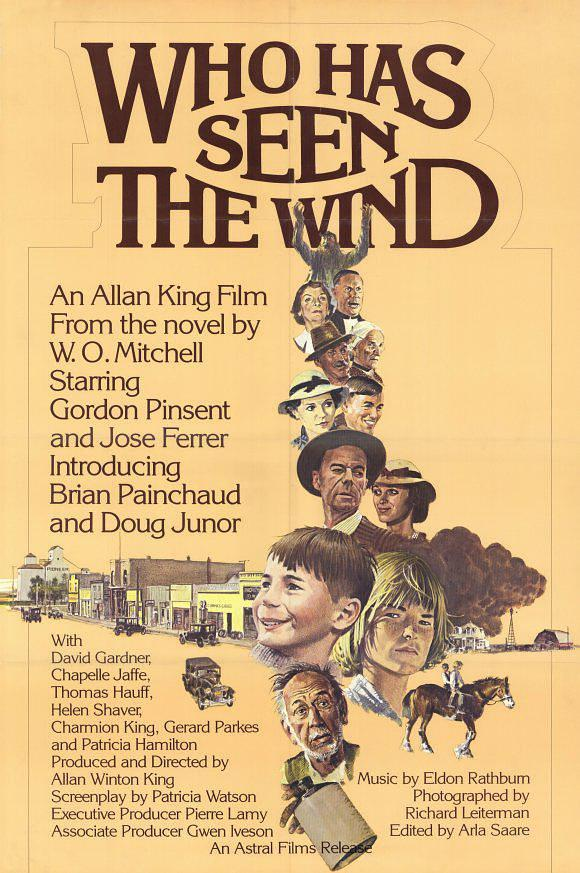 WHO HAS
SEEN
THE WIND
An Allan King Film
From the novel by
W. O. Mitchell
Starring
Gordon Pinsent
and Jose Ferrer
Introducing
Brian Painchaud
and Doug Junor
PIONEER
With
David Gardner,
Chapelle Jaffe,
Thomas Hauff,
Helen Shaver,
Charmion King, Gerard Parkes
and Patricia Hamilton
Produced and Directed by
Allan Winton King
Screenplay by Patricia Watson
Executive Producer Pierre Lamy
Associate Producer Gwen Iveson
Music by Eldon Rathburn
Photographed by
Richard Leiterman
Edited by Arla Saare
An Astral Films Release